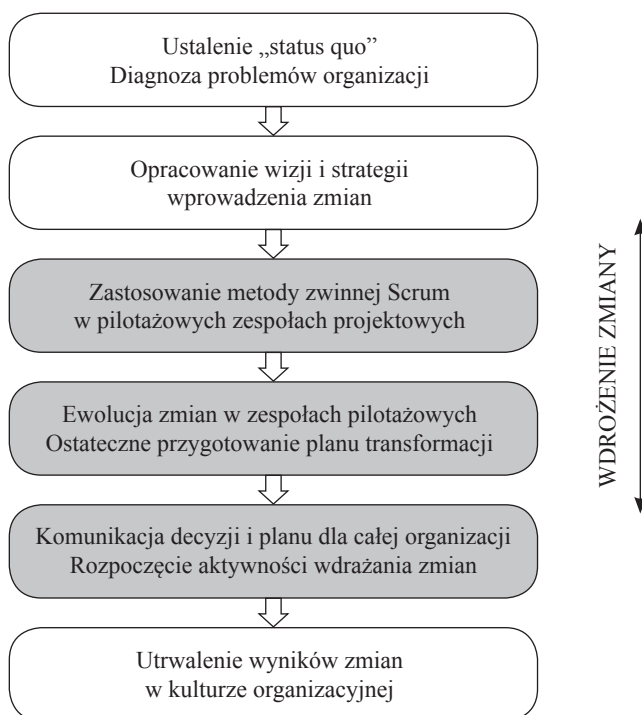 Ustalenie „status quo”
Diagnoza problemów organizacji
Opracowanie wizji i strategii
wprowadzenia zmian
Zastosowanie metody zwinnej Scrum
w pilotażowych zespołach projektowych
Ewolucja zmian w zespołach pilotażowych
Ostateczne przygotowanie planu transformacji
Komunikacja decyzji i planu dla całej organizacji
Rozpoczęcie aktywności wdrażania zmian
Utrwalenie wyników zmian
w kulturze organizacyjnej
WDROŻENIE ZMIANY